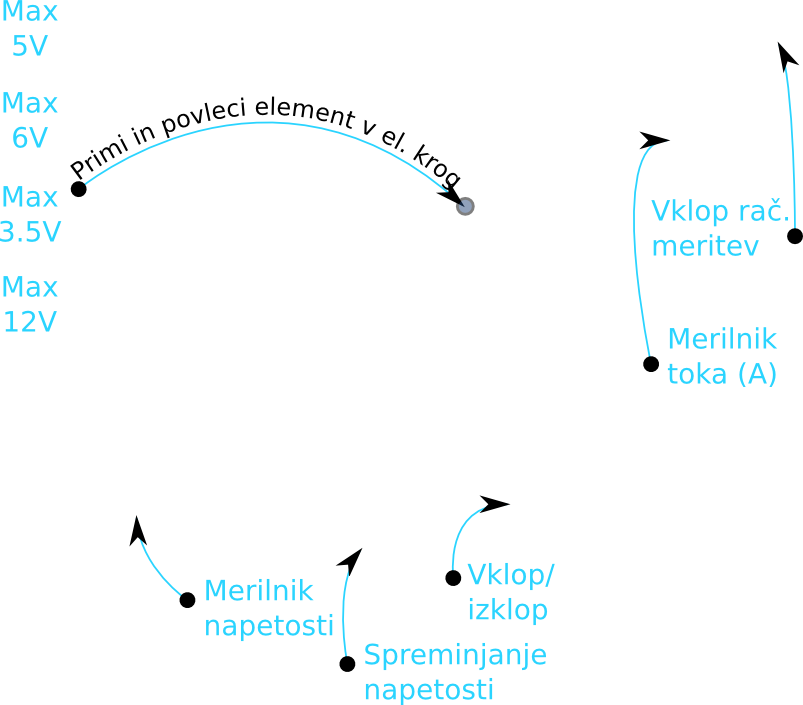 Max
5V
Max
6V
Max
3.5V
Max
12V
Primi in povleci element v el. krog
Vklop rač.
meritev
Merilnik
toka (A)
Merilnik
napetosti
Vklop/
izklop
Spreminjanje
napetosti